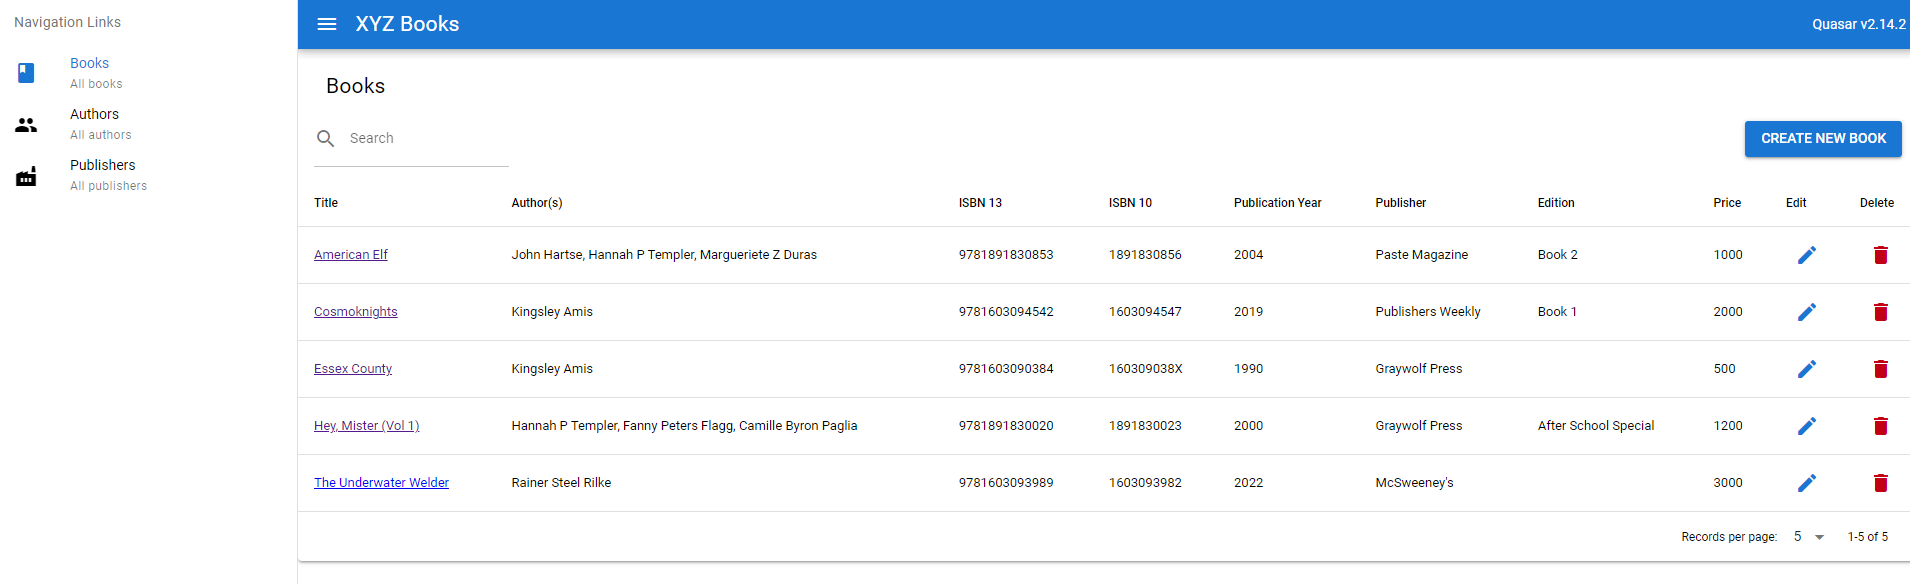 Navigation Links
Books
All books
Authors
All authors
Publishers
All publishers
XYZ Books
Quasar v2.14.2
Books
Search
CREATE NEW BOOK
Title Author(s) ISBN 13 ISBN 10 Publication Year Publisher Edition Price Edit Delete
American Elf John Hartse, Hannah P Templer, Margueriete Z Duras 9781891830853 1891830856 2004 Paste Magazine Book 2 1000
Cosmoknights Kingsley Amis 9781603094542 1603094547 2019 Publishers Weekly Book 1 2000
Essex County Kingsley Amis 9781603090384 160309038X 1990 Graywolf Press 500
Hey, Mister (Vol 1) Hannah P Templer, Fanny Peters Flagg, Camille Byron Paglia 9781891830020 1891830023 2000 Graywolf Press After School Special 1200
The Underwater Welder Rainer Steel Rilke 9781603093989 1603093982 2022 McSweeney's 3000
Records per page: 5 1-5 of 5